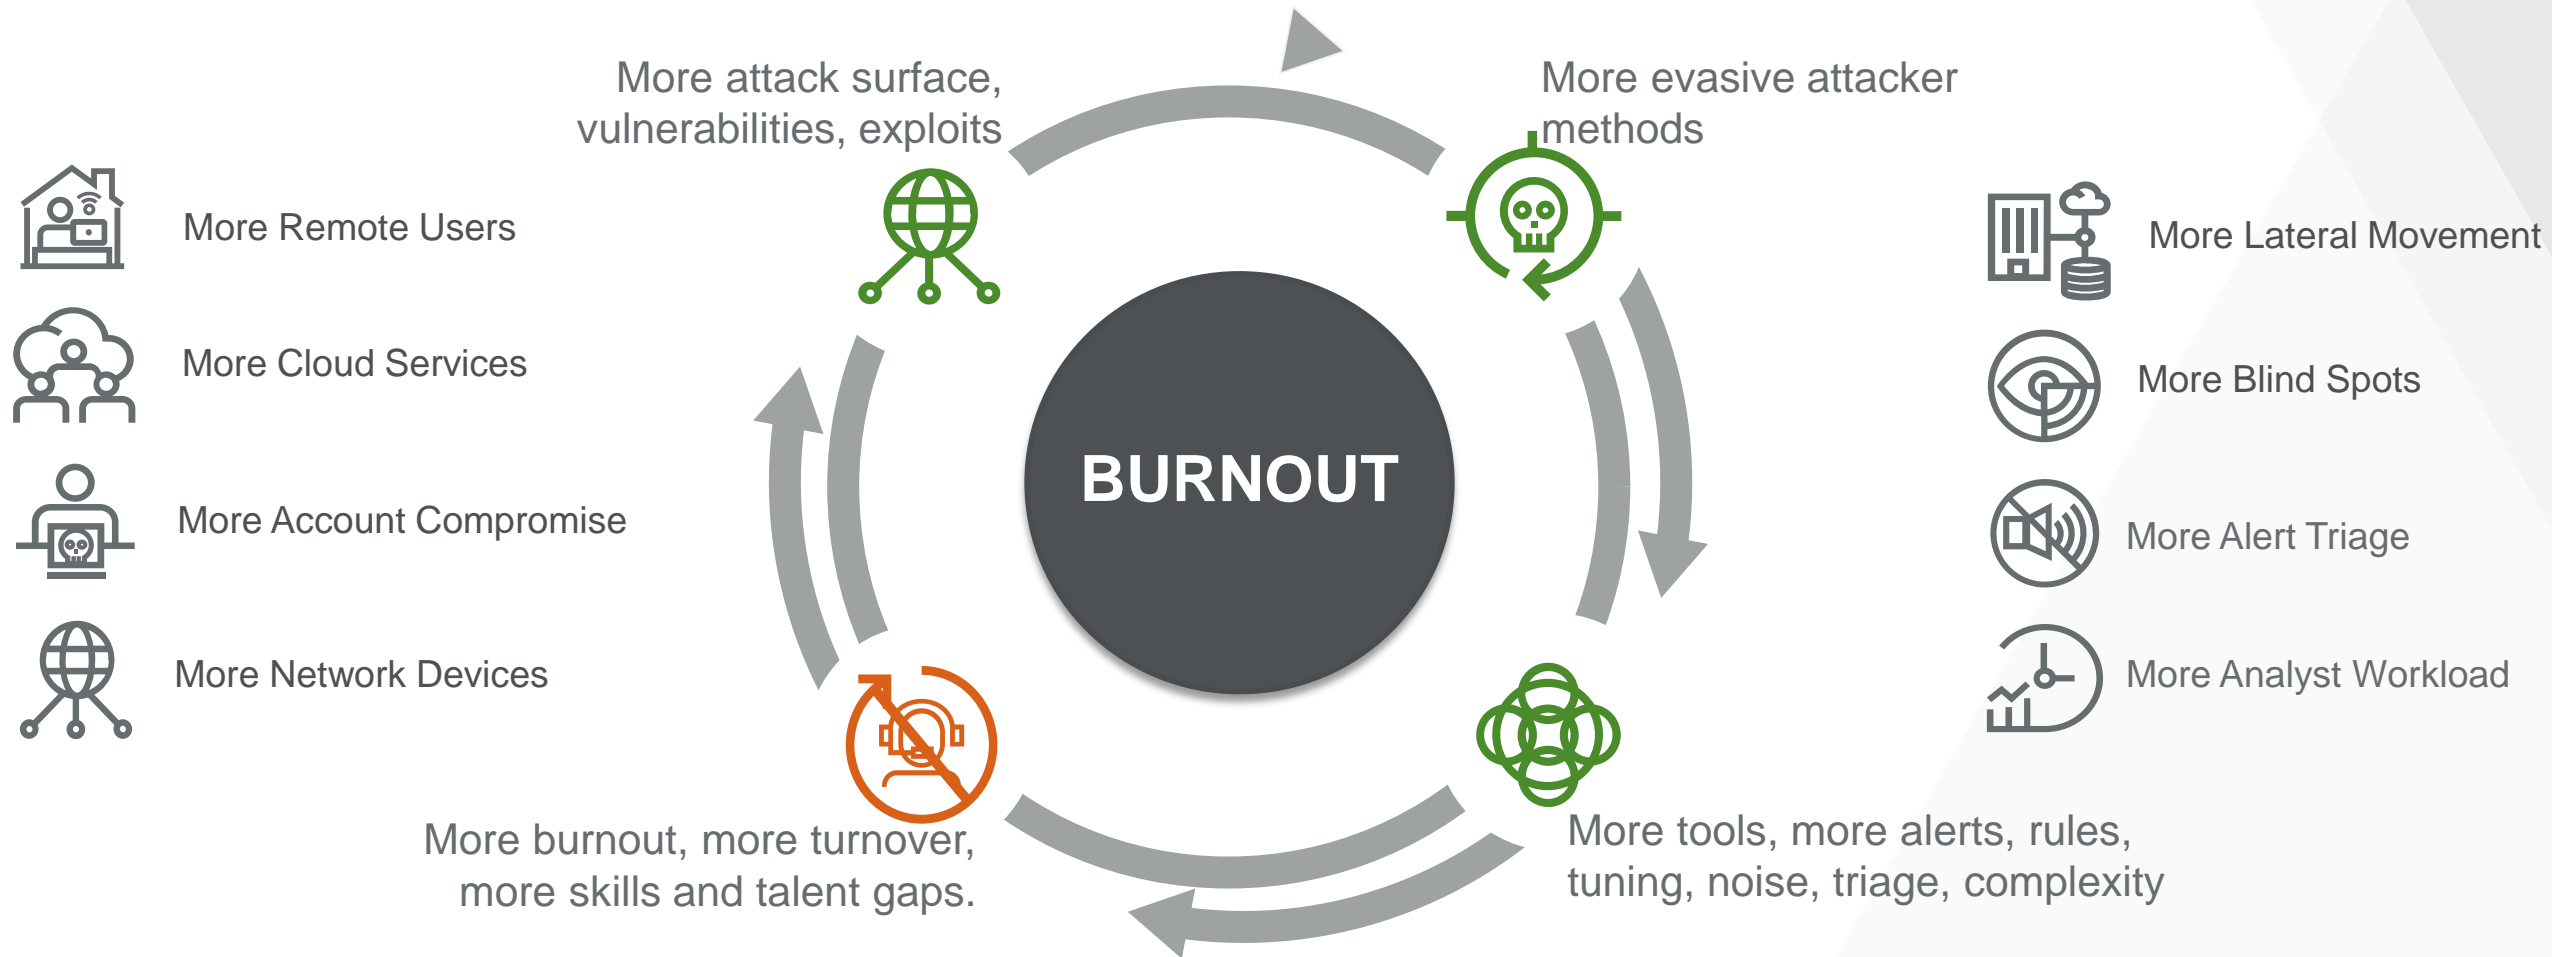 More attack surface,
vulnerabilities, exploits
More evasive attacker
methods
More Remote Users
More Cloud Services
More Account Compromise
More Network Devices
BURNOUT
More Lateral Movement
More Blind Spots
More Alert Triage
More Analyst Workload
More burnout, more turnover,
more skills and talent gaps.
More tools, more alerts, rules,
tuning, noise, triage, complexity